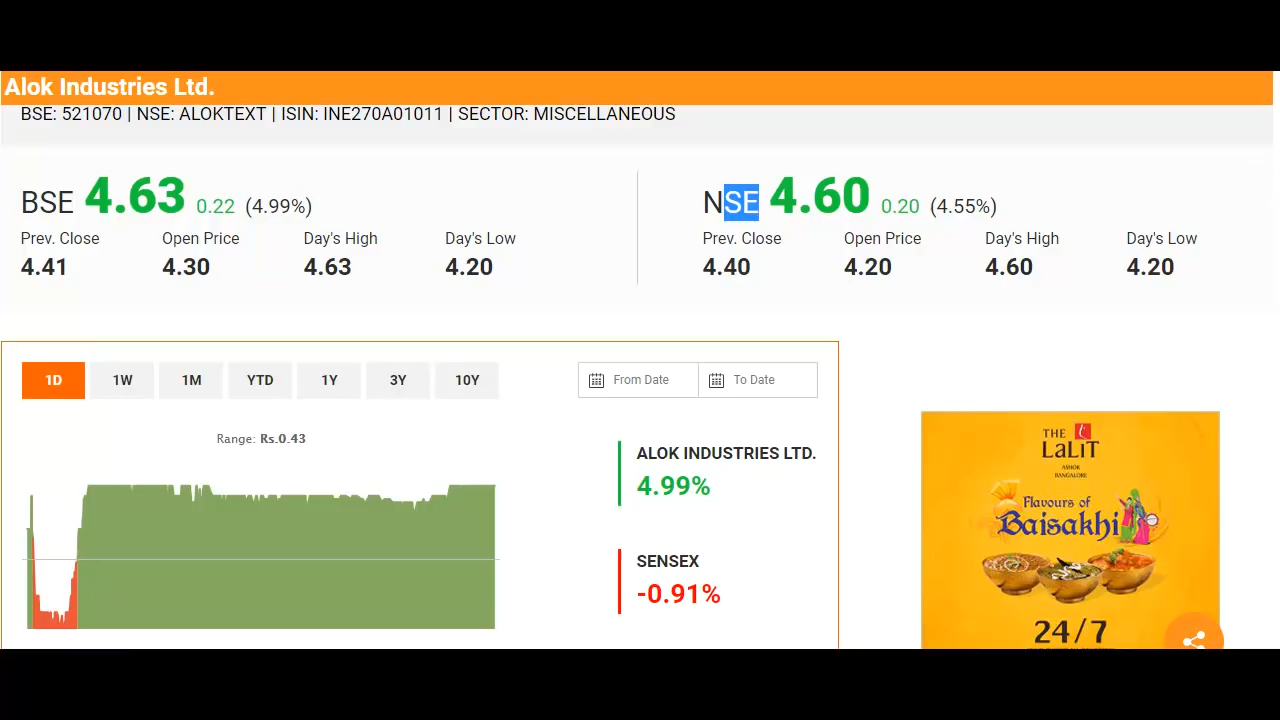 Alok Industries Ltd.
BSE: 521070 | NSE: ALOKTEXT | ISIN: INE270A01011 | SECTOR: MISCELLANEOUS
BSE 4.63 0.22 (4.99%)
Prev. Close Open Price Day's High Day's Low
4.41 4.30 4.63 4.20
NSE 4.60 0.20 (4.55%)
Prev. Close Open Price Day's High Day's Low
4.40 4.20 4.60 4.20
1D 1W 1M YTD 1Y 3Y 10Y
From Date To Date
Range: Rs.0.43
ALOK INDUSTRIES LTD.
4.99%
SENSEX
-0.91%
THE
LaLiT
ASHOK
BANGALORE
Flavours of
Baisakhi
24/7